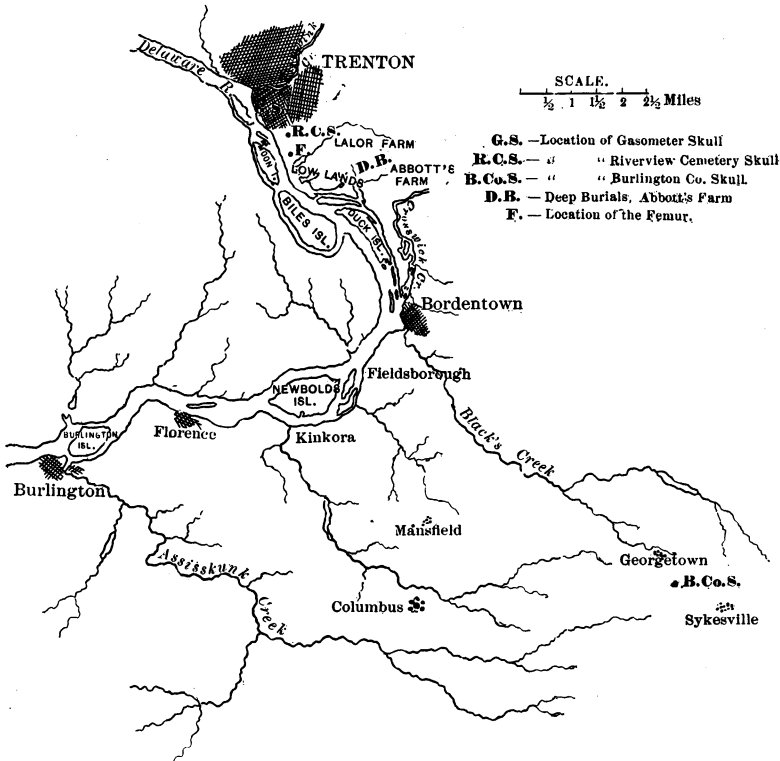 Delaware R.
TRENTON
SCALE.
½ 1 1½ 2 2½ Miles
G.S. — Location of Gasometer Skull
R.C.S. — " " Riverview Cemetery Skull
B.Co.S. — " " Burlington Co. Skull.
D.B. — Deep Burials, Abbott's Farm
F. — Location of the Femur.
R.C.S.
F.
LALOR FARM
D.B.
ABBOTT'S
FARM
LOW LANDS
BILES ISL.
DUCK ISL.
Crosswick Cr.
Bordentown
Fieldsborough
NEWBOLDS
ISL.
Kinkora
Florence
BURLINGTON
ISL.
Burlington
Black's Creek
Mansfield
Georgetown
B.Co.S.
Sykesville
Columbus
Assisskunk
Creek